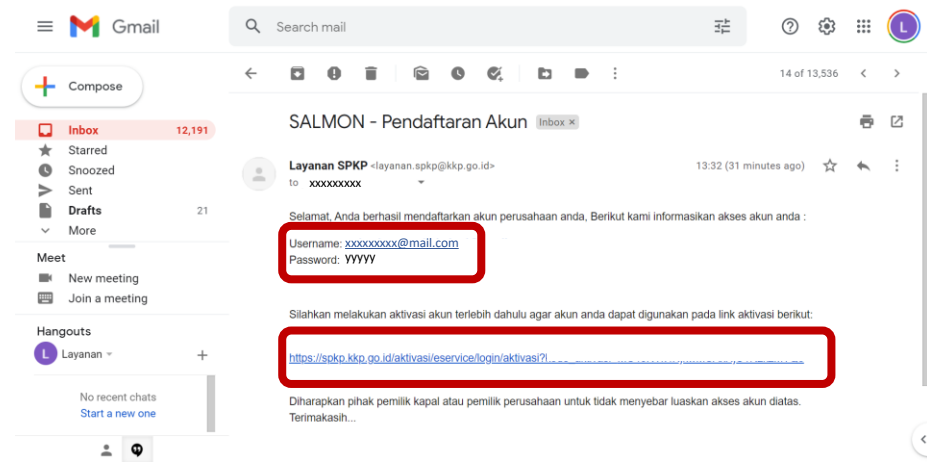 Gmail
Search mail
L
Compose
14 of 13,536
Inbox 12,191
Starred
Snoozed
Sent
Drafts 21
More
Meet
New meeting
Join a meeting
Hangouts
L Layanan
No recent chats
Start a new one
SALMON - Pendaftaran Akun Inbox ×
Layanan SPKP <layanan.spkp@kkp.go.id> 13:32 (31 minutes ago)
to xxxxxxxxx
Selamat, Anda berhasil mendaftarkan akun perusahaan anda, Berikut kami informasikan akses akun anda :
Username: xxxxxxxxx@mail.com
Password: yyyyy
Silahkan melakukan aktivasi akun terlebih dahulu agar akun anda dapat digunakan pada link aktivasi berikut:
https://spkp.kkp.go.id/aktivasi/eservice/login/aktivasi?
Diharapkan pihak pemilik kapal atau pemilik perusahaan untuk tidak menyebar luaskan akses akun diatas.
Terimakasih...